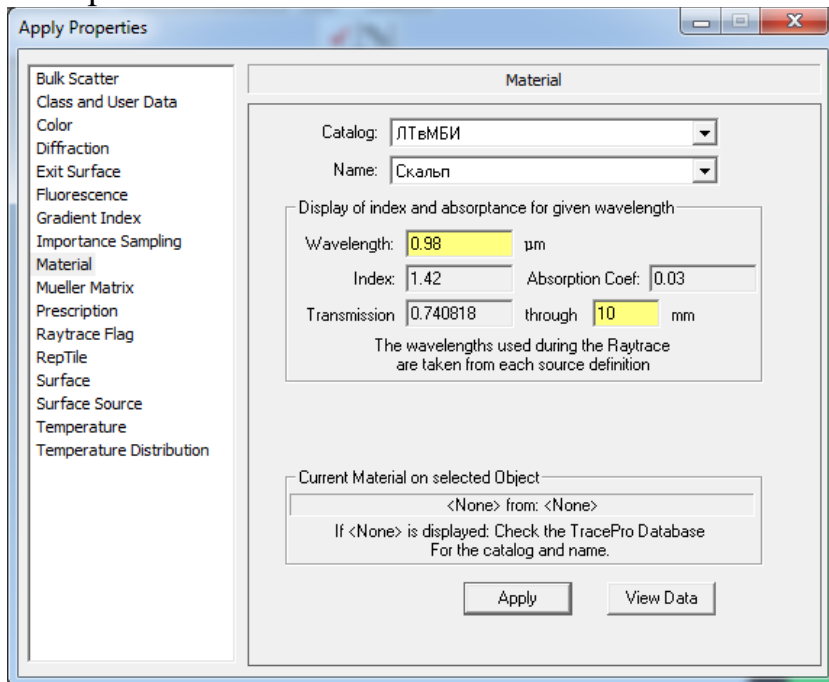 Apply Properties
Bulk Scatter
Class and User Data
Color
Diffraction
Exit Surface
Fluorescence
Gradient Index
Importance Sampling
Material
Mueller Matrix
Prescription
Raytrace Flag
RepTile
Surface
Surface Source
Temperature
Temperature Distribution
Material
Catalog: ЛТвМБИ
Name: Скальп
Display of index and absorptance for given wavelength
Wavelength: 0.98 µm
Index: 1.42 Absorption Coef: 0.03
Transmission 0.740818 through 10 mm
The wavelengths used during the Raytrace
are taken from each source definition
Current Material on selected Object
<None> from: <None>
If <None> is displayed: Check the TracePro Database
For the catalog and name.
Apply View Data